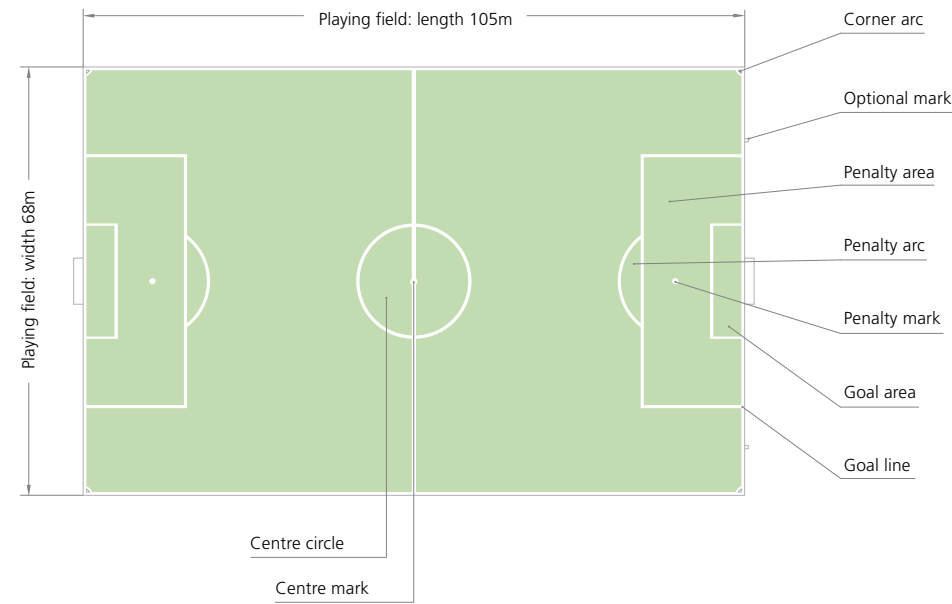 Playing field: length 105m
Corner arc
Optional mark
Penalty area
Penalty arc
Penalty mark
Goal area
Goal line
Playing field: width 68m
Centre circle
Centre mark